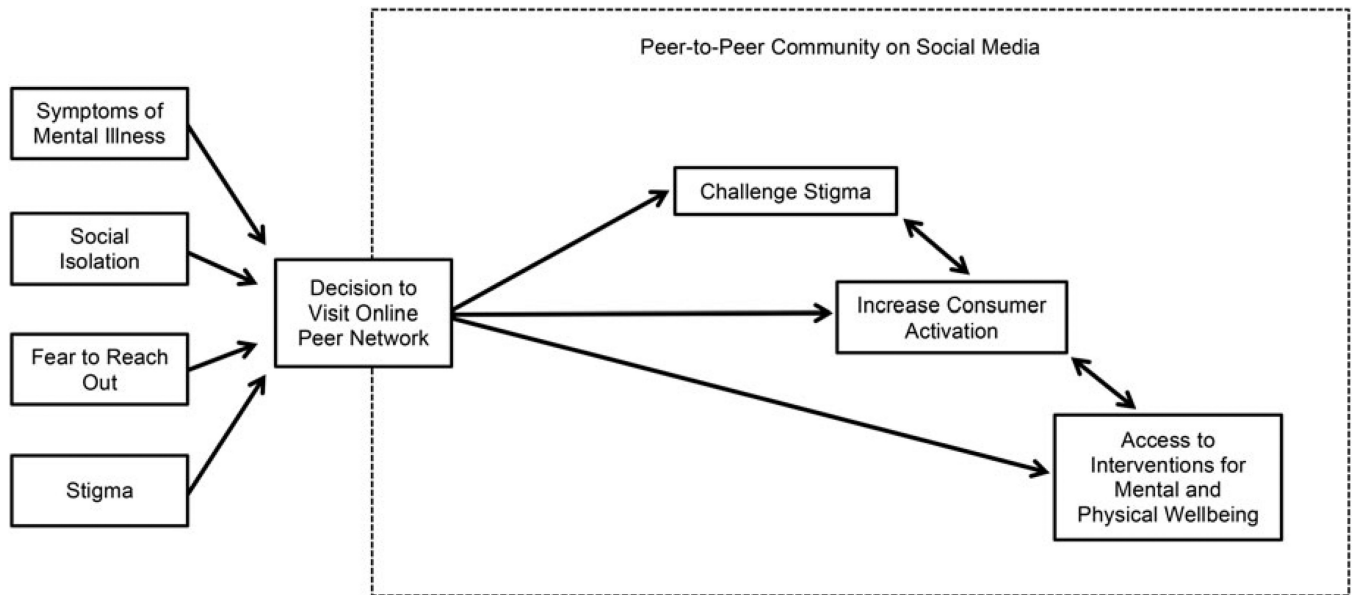 Peer-to-Peer Community on Social Media
Symptoms of
Mental Illness
Social
Isolation
Fear to Reach
Out
Stigma
Decision to
Visit Online
Peer Network
Challenge Stigma
Increase Consumer
Activation
Access to
Interventions for
Mental and
Physical Wellbeing